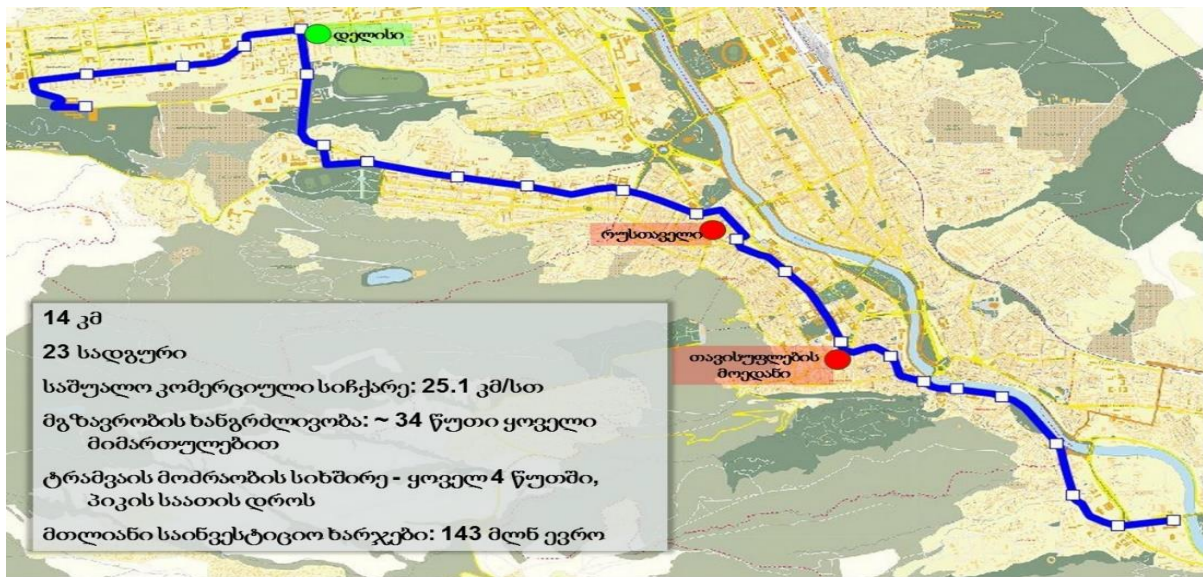 დელისი
რუსთაველი
თავისუფლების
მოედანი
14 კმ
23 სადგური
საშუალო კომერციული სიჩქარე: 25.1 კმ/სთ
მგზავრობის ხანგრძლივობა: ~ 34 წუთი ყოველი
მიმართულებით
ტრამვაის მოძრაობის სიხშირე - ყოველ 4 წუთში,
პიკის საათის დროს
მთლიანი საინვესტიციო ხარჯები: 143 მლნ ევრო